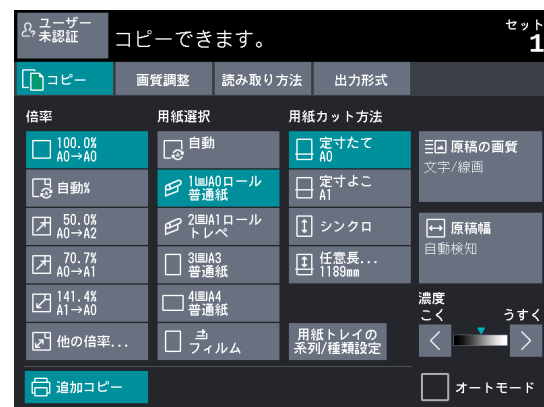 ユーザー
未認証
コピーできます。
セット
1
コピー
画質調整
読み取り方法
出力形式
倍率
100.0%
A0→A0
自動%
50.0%
A0→A2
70.7%
A0→A1
141.4%
A1→A0
他の倍率...
追加コピー
用紙選択
自動
1 A0ロール
普通紙
2 A1ロール
トレペ
3 A3
普通紙
4 A4
普通紙
フィルム
用紙カット方法
定寸たて
A0
定寸よこ
A1
シンクロ
任意長...
1189mm
用紙トレイの
系列/種類設定
原稿の画質
文字/線画
原稿幅
自動検知
濃度
こく うすく
オートモード